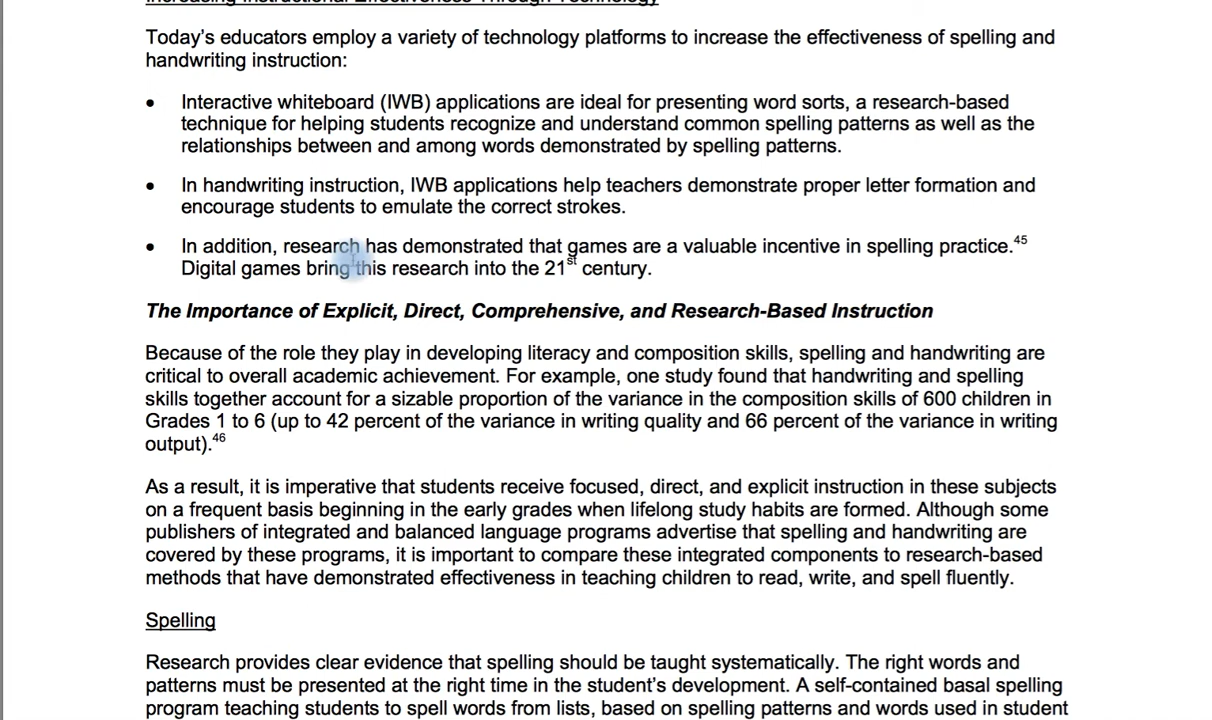 Increasing Instructional Effectiveness Through Technology
Today’s educators employ a variety of technology platforms to increase the effectiveness of spelling and
handwriting instruction:
• Interactive whiteboard (IWB) applications are ideal for presenting word sorts, a research-based
technique for helping students recognize and understand common spelling patterns as well as the
relationships between and among words demonstrated by spelling patterns.
• In handwriting instruction, IWB applications help teachers demonstrate proper letter formation and
encourage students to emulate the correct strokes.
• In addition, research has demonstrated that games are a valuable incentive in spelling practice.45
Digital games bring this research into the 21st century.
The Importance of Explicit, Direct, Comprehensive, and Research-Based Instruction
Because of the role they play in developing literacy and composition skills, spelling and handwriting are
critical to overall academic achievement. For example, one study found that handwriting and spelling
skills together account for a sizable proportion of the variance in the composition skills of 600 children in
Grades 1 to 6 (up to 42 percent of the variance in writing quality and 66 percent of the variance in writing
output).46
As a result, it is imperative that students receive focused, direct, and explicit instruction in these subjects
on a frequent basis beginning in the early grades when lifelong study habits are formed. Although some
publishers of integrated and balanced language programs advertise that spelling and handwriting are
covered by these programs, it is important to compare these integrated components to research-based
methods that have demonstrated effectiveness in teaching children to read, write, and spell fluently.
Spelling
Research provides clear evidence that spelling should be taught systematically. The right words and
patterns must be presented at the right time in the student’s development. A self-contained basal spelling
program teaching students to spell words from lists, based on spelling patterns and words used in student